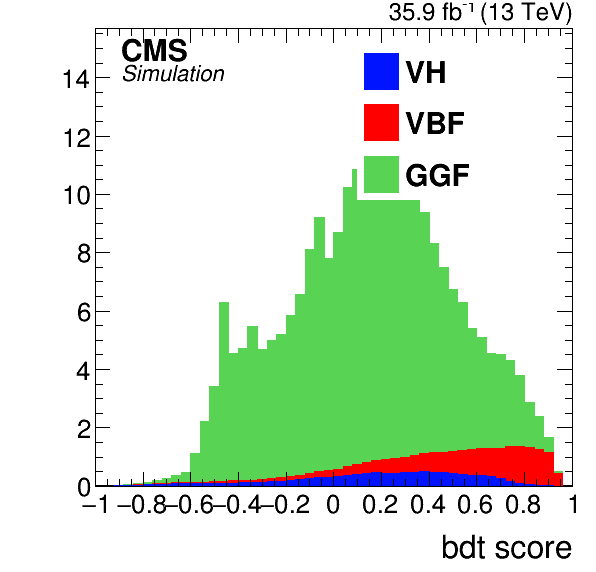 35.9 fb⁻¹ (13 TeV)
CMS
Simulation
VH
VBF
GGF
14
12
10
8
6
4
2
0
−1 −0.8 −0.6 −0.4 −0.2 0 0.2 0.4 0.6 0.8 1
bdt score